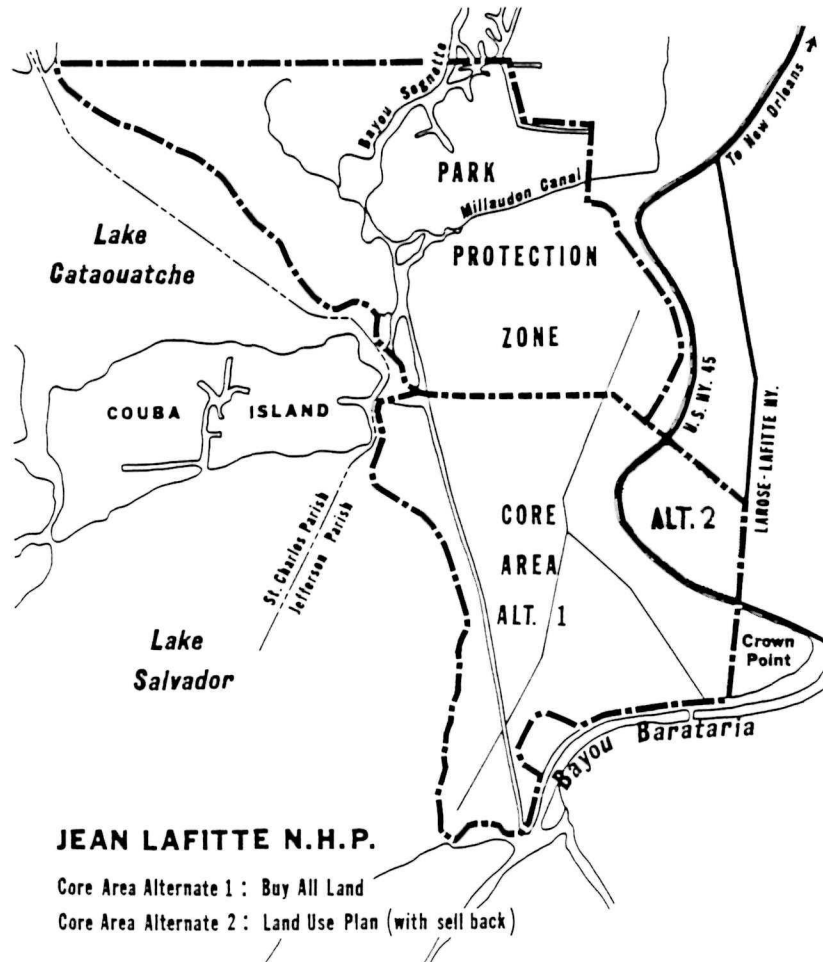 To New Orleans
Bayou Segnette
PARK
Millaudon Canal
Lake
Cataouatche
PROTECTION
ZONE
U.S. HY. 45
COUBA ISLAND
LAROSE-LAFITTE HY.
CORE
AREA
ALT. 1
ALT. 2
St. Charles Parish
Jefferson Parish
Lake
Salvador
Crown
Point
Bayou Barataria
JEAN LAFITTE N.H.P.
Core Area Alternate 1 : Buy All Land
Core Area Alternate 2 : Land Use Plan (with sell back)